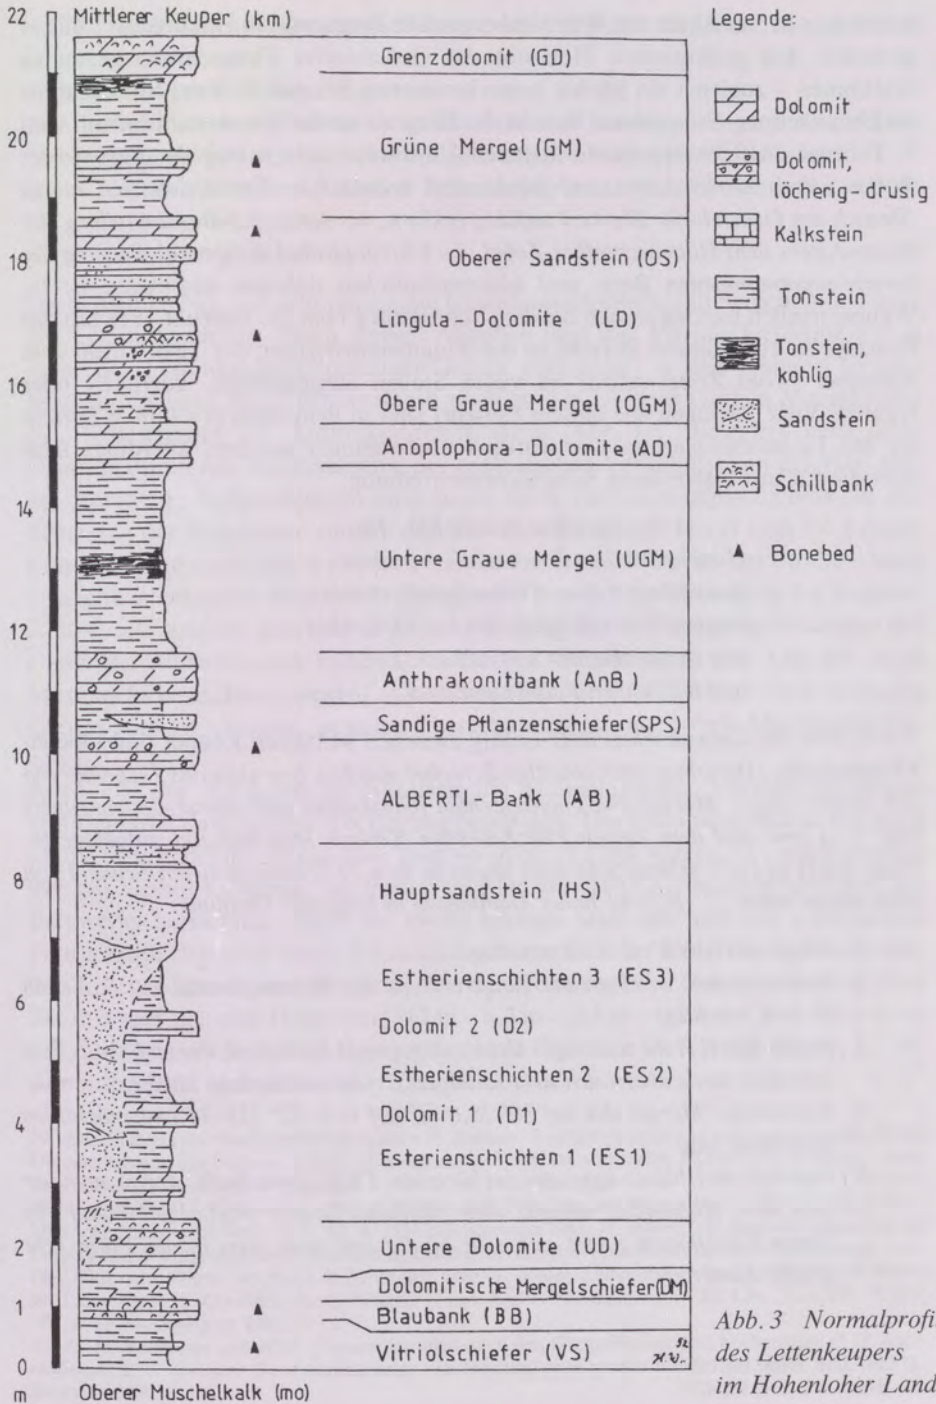 22
Mittlerer Keuper (km)
Grenzdolomit (GD)
20
Grüne Mergel (GM)
18
Oberer Sandstein (OS)
Lingula-Dolomite (LD)
16
Obere Graue Mergel (OGM)
Anoplophora-Dolomite (AD)
14
Untere Graue Mergel (UGM)
12
Anthrakonitbank (AnB)
Sandige Pflanzenschiefer (SPS)
10
ALBERTI-Bank (AB)
8
Hauptsandstein (HS)
Estherienschichten 3 (ES3)
6
Dolomit 2 (D2)
Estherienschichten 2 (ES2)
Dolomit 1 (D1)
4
Esterienschichten 1 (ES1)
2
Untere Dolomite (UD)
Dolomitische Mergelschiefer(DM)
1
Blaubank (BB)
Vitriolschiefer (VS)
0
m
Oberer Muschelkalk (mo)
Legende:
Dolomit
Dolomit,
löcherig-drusig
Kalkstein
Tonstein
Tonstein,
kohlig
Sandstein
Schillbank
Bonebed
Abb. 3 Normalprofi
des Lettenkeupers
im Hohenloher Land